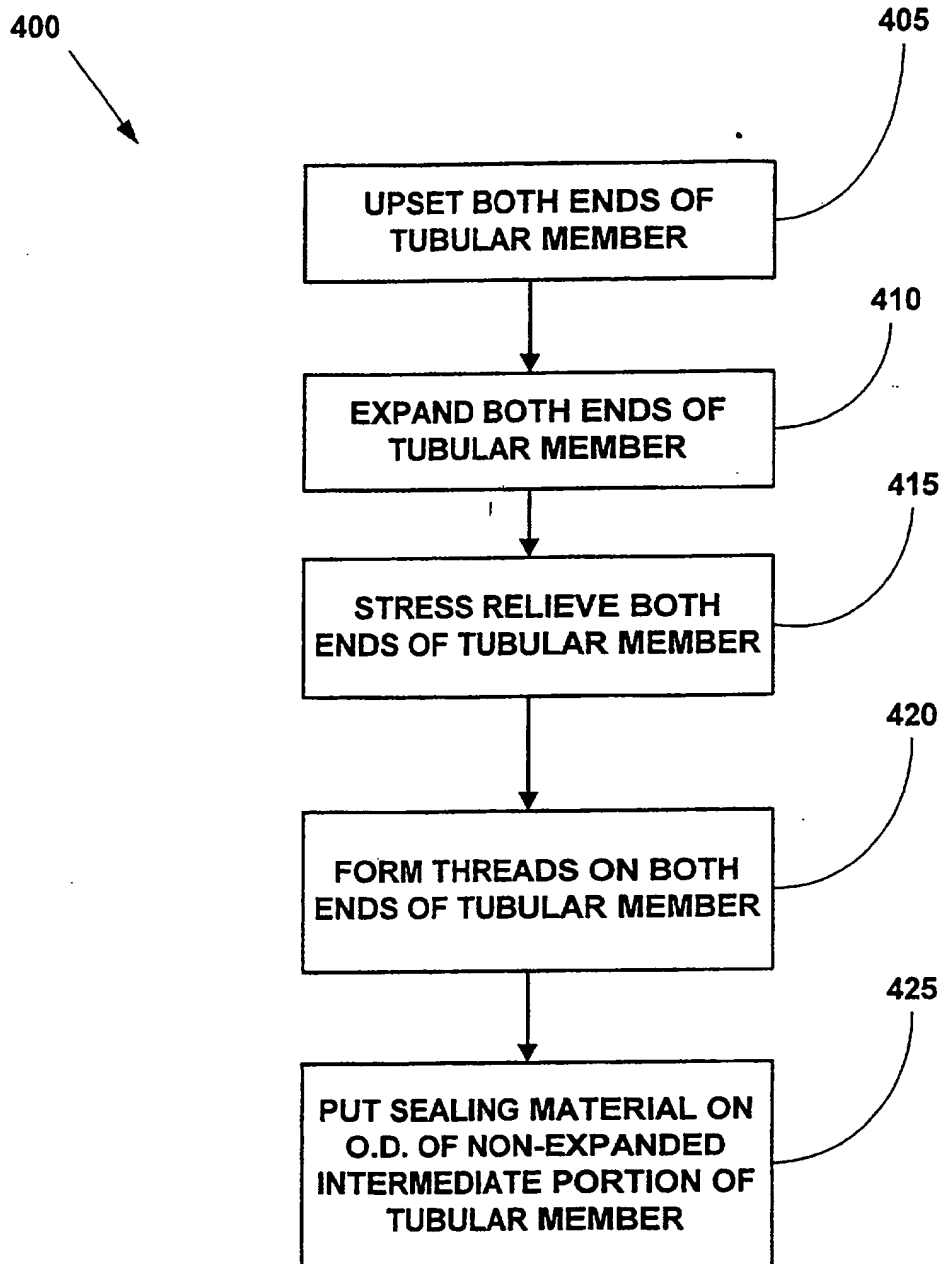 400
405
UPSET BOTH ENDS OF
TUBULAR MEMBER
410
EXPAND BOTH ENDS OF
TUBULAR MEMBER
415
STRESS RELIEVE BOTH
ENDS OF TUBULAR MEMBER
420
FORM THREADS ON BOTH
ENDS OF TUBULAR MEMBER
425
PUT SEALING MATERIAL ON
O.D. OF NON-EXPANDED
INTERMEDIATE PORTION OF
TUBULAR MEMBER